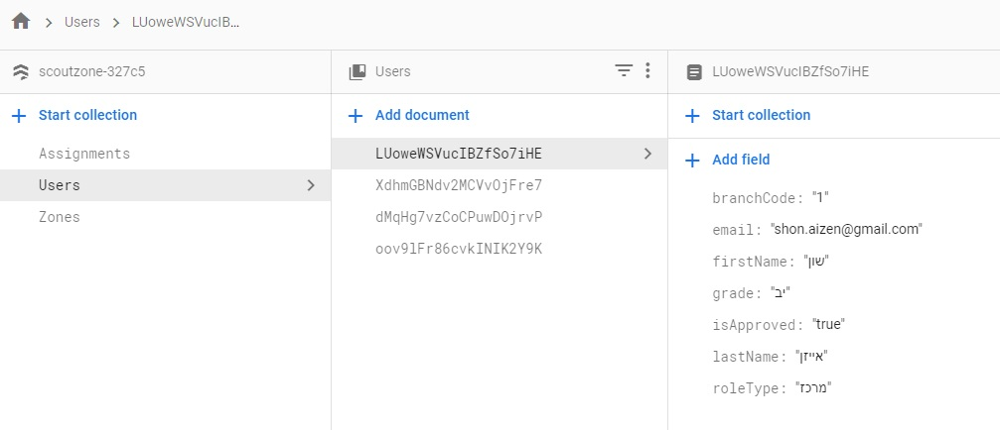 Users LUoweWSVucIB…
scoutzone-327c5
Start collection
Assignments
Users
Zones
Users
Add document
LUoweWSVucIBZfSo7iHE
XdhmGBNdv2MCVvOjFre7
dMqHg7vzCoCPuwDOjrvP
oov9lFr86cvkINIK2Y9K
LUoweWSVucIBZfSo7iHE
Start collection
Add field
branchCode: "1"
email: "shon.aizen@gmail.com"
firstName: "שון"
grade: "יב"
isApproved: "true"
lastName: "אייזן"
roleType: "מרכז"